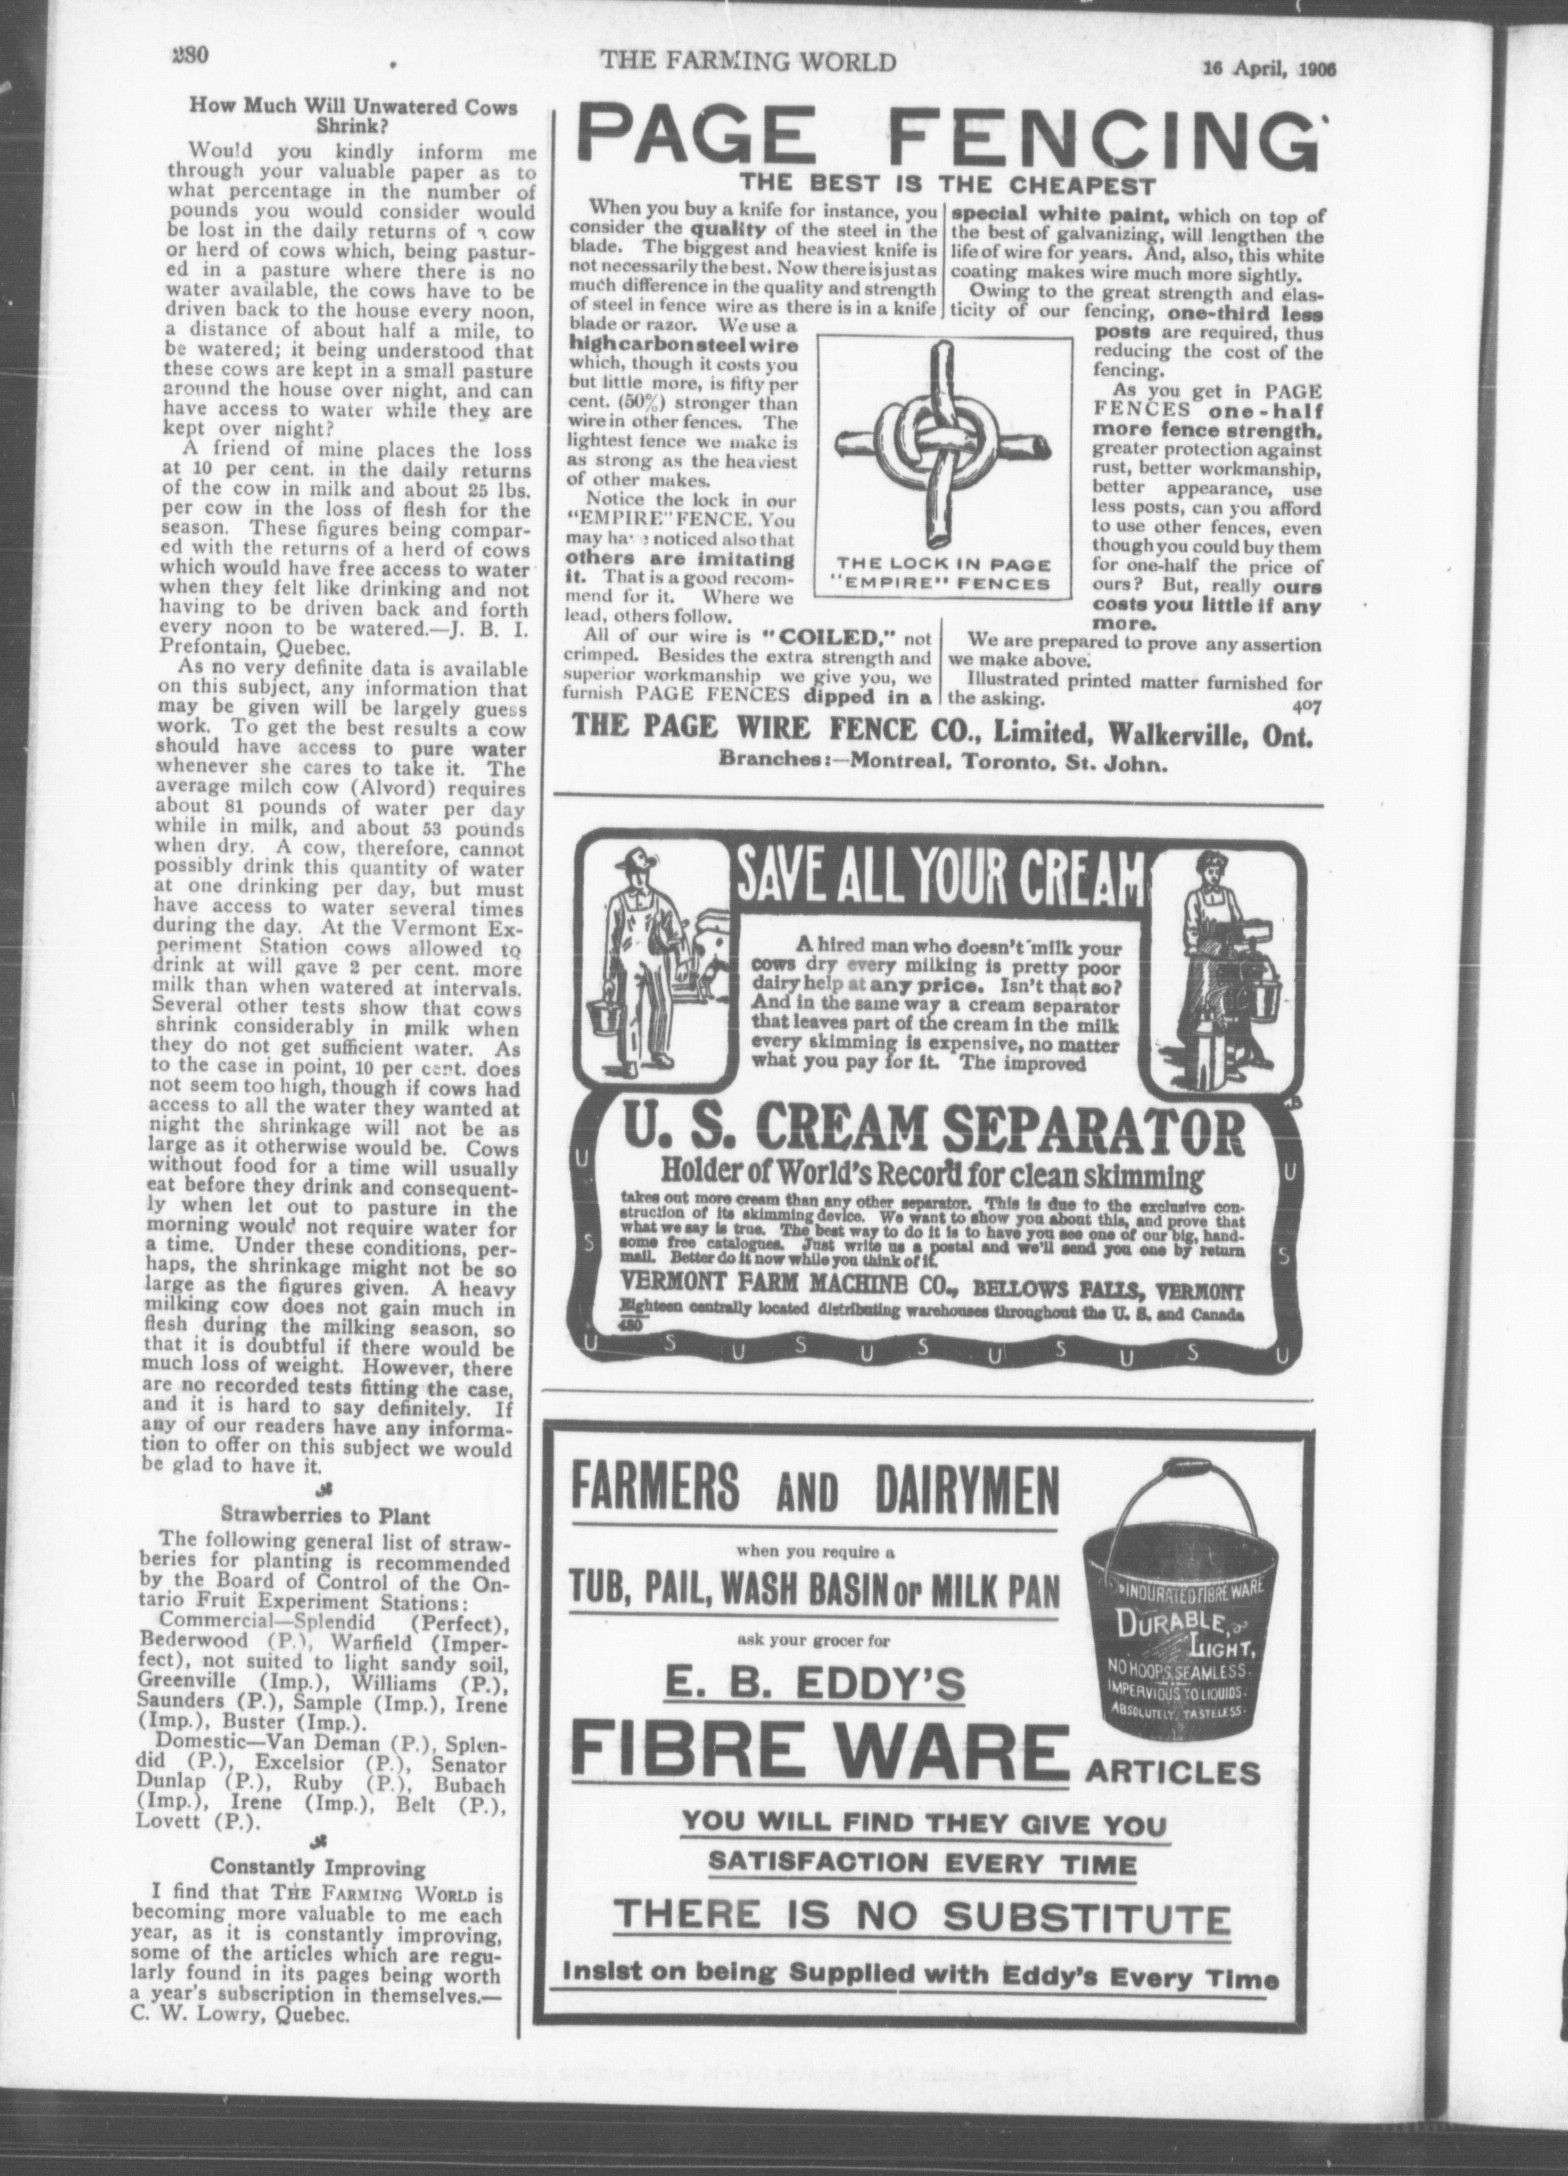 280
THE FARMING WORLD
16 April, 1906
How Much Will Unwatered Cows
Shrink?
Would you kindly inform me
through your valuable paper as to
what percentage in the number of
pounds you would consider would
be lost in the daily returns of a cow
or herd of cows which, being pastur-
ed in a pasture where there is no
water available, the cows have to be
driven back to the house every noon,
a distance of about half a mile, to
be watered; it being understood that
these cows are kept in a small pasture
around the house over night, and can
have access to water while they are
kept over night?
A friend of mine places the loss
at 10 per cent. in the daily returns
of the cow in milk and about 25 lbs.
per cow in the loss of flesh for the
season. These figures being compar-
ed with the returns of a herd of cows
which would have free access to water
when they felt like drinking and not
having to be driven back and forth
every noon to be watered.—J. B. I.
Prefontain, Quebec.
As no very definite data is available
on this subject, any information that
may be given will be largely guess
work. To get the best results a cow
should have access to pure water
whenever she cares to take it. The
average milch cow (Alvord) requires
about 81 pounds of water per day
while in milk, and about 53 pounds
when dry. A cow, therefore, cannot
possibly drink this quantity of water
at one drinking per day, but must
have access to water several times
during the day. At the Vermont Ex-
periment Station cows allowed to
drink at will gave 2 per cent. more
milk than when watered at intervals.
Several other tests show that cows
shrink considerably in milk when
they do not get sufficient water. As
to the case in point, 10 per cent. does
not seem too high, though if cows had
access to all the water they wanted at
night the shrinkage will not be as
large as it otherwise would be. Cows
without food for a time will usually
eat before they drink and consequent-
ly when let out to pasture in the
morning would not require water for
a time. Under these conditions, per-
haps, the shrinkage might not be so
large as the figures given. A heavy
milking cow does not gain much in
flesh during the milking season, so
that it is doubtful if there would be
much loss of weight. However, there
are no recorded tests fitting the case,
and it is hard to say definitely. If
any of our readers have any informa-
tion to offer on this subject we would
be glad to have it.
Strawberries to Plant
The following general list of straw-
beries for planting is recommended
by the Board of Control of the On-
tario Fruit Experiment Stations:
Commercial—Splendid (Perfect),
Bederwood (P.), Warfield (Imper-
fect), not suited to light sandy soil,
Greenville (Imp.), Williams (P.),
Saunders (P.), Sample (Imp.), Irene
(Imp.), Buster (Imp.).
Domestic—Van Deman (P.), Splen-
did (P.), Excelsior (P.), Senator
Dunlap (P.), Ruby (P.), Bubach
(Imp.), Irene (Imp.), Belt (P.),
Lovett (P.).
Constantly Improving
I find that THE FARMING WORLD is
becoming more valuable to me each
year, as it is constantly improving,
some of the articles which are regu-
larly found in its pages being worth
a year's subscription in themselves.—
C. W. Lowry, Quebec.
PAGE FENCING
THE BEST IS THE CHEAPEST
When you buy a knife for instance, you
consider the quality of the steel in the
blade. The biggest and heaviest knife is
not necessarily the best. Now there is just as
much difference in the quality and strength
of steel in fence wire as there is in a knife
blade or razor. We use a
high carbon steel wire
which, though it costs you
but little more, is fifty per
cent. (50%) stronger than
wire in other fences. The
lightest fence we make is
as strong as the heaviest
of other makes.
Notice the lock in our
"EMPIRE" FENCE. You
may have noticed also that
others are imitating
it. That is a good recom-
mend for it. Where we
lead, others follow.
All of our wire is "COILED," not
crimped. Besides the extra strength and
superior workmanship we give you, we
furnish PAGE FENCES dipped in a
special white paint, which on top of
the best of galvanizing, will lengthen the
life of wire for years. And, also, this white
coating makes wire much more sightly.
Owing to the great strength and elas-
ticity of our fencing, one-third less
posts are required, thus
reducing the cost of the
fencing.
As you get in PAGE
FENCES one-half
more fence strength,
greater protection against
rust, better workmanship,
better appearance, use
less posts, can you afford
to use other fences, even
though you could buy them
for one-half the price of
ours? But, really ours
costs you little if any
more.
We are prepared to prove any assertion
we make above.
Illustrated printed matter furnished for
the asking.
407
THE LOCK IN PAGE
"EMPIRE" FENCES
THE PAGE WIRE FENCE CO., Limited, Walkerville, Ont.
Branches:—Montreal, Toronto, St. John.
SAVE ALL YOUR CREAM
A hired man who doesn't milk your
cows dry every milking is pretty poor
dairy help at any price. Isn't that so?
And in the same way a cream separator
that leaves part of the cream in the milk
every skimming is expensive, no matter
what you pay for it. The improved
U. S. CREAM SEPARATOR
Holder of World's Record for clean skimming
takes out more cream than any other separator. This is due to the exclusive con-
struction of its skimming device. We want to show you about this, and prove that
what we say is true. The best way to do it is to have you see one of our big, hand-
some free catalogues. Just write us a postal and we'll send you one by return
mail. Better do it now while you think of it.
VERMONT FARM MACHINE CO., BELLOWS FALLS, VERMONT
Eighteen centrally located distributing warehouses throughout the U. S. and Canada
480
U S U S U S U S U S U
U
S
U
S
FARMERS AND DAIRYMEN
when you require a
TUB, PAIL, WASH BASIN or MILK PAN
ask your grocer for
E. B. EDDY'S
FIBRE WARE ARTICLES
YOU WILL FIND THEY GIVE YOU
SATISFACTION EVERY TIME
THERE IS NO SUBSTITUTE
Insist on being Supplied with Eddy's Every Time
INDURATED FIBRE WARE
DURABLE,
LIGHT,
NO HOOPS, SEAMLESS.
IMPERVIOUS TO LIQUIDS.
ABSOLUTELY TASTELESS.